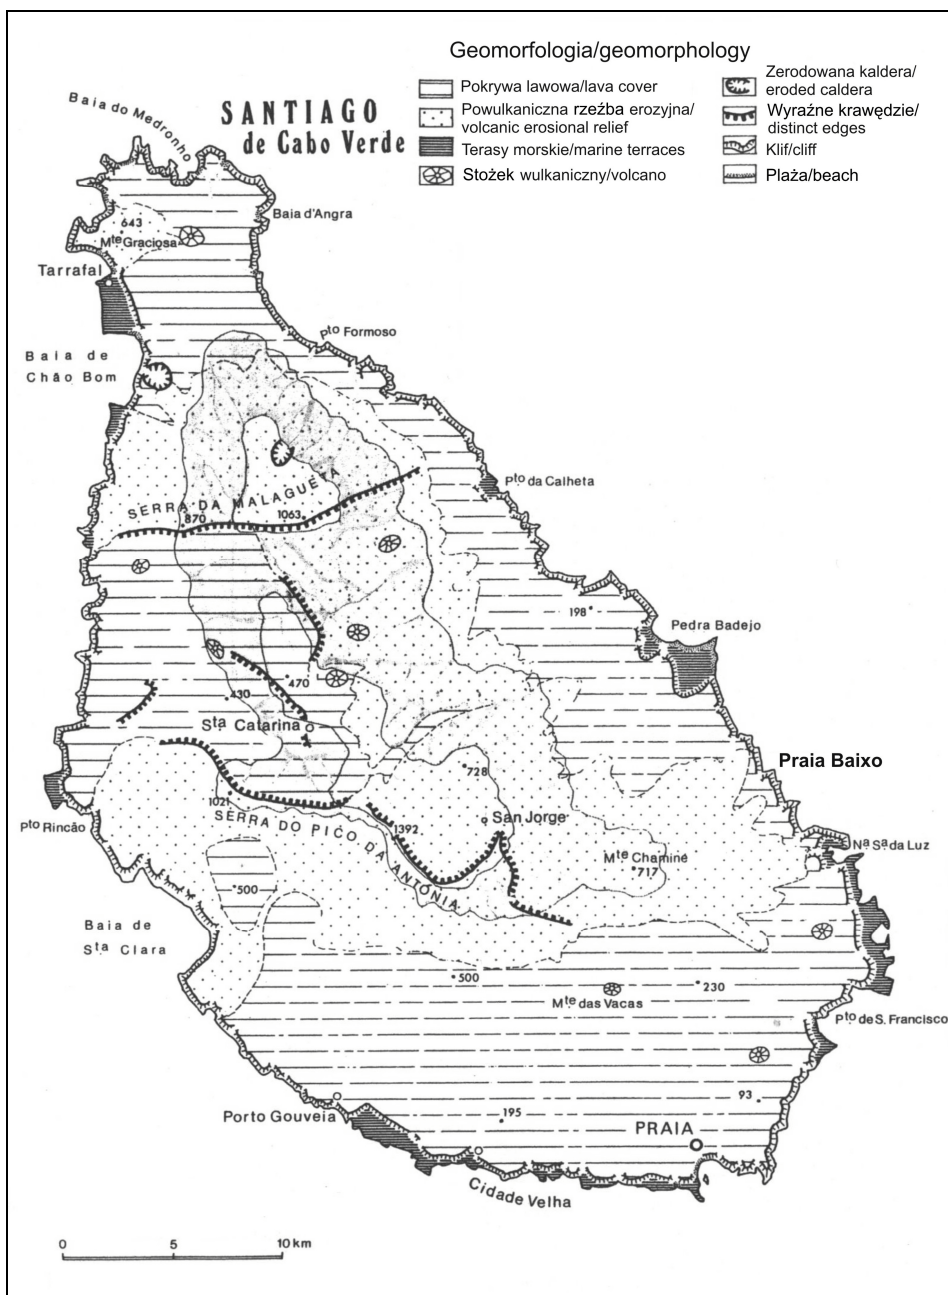 Geomorfologia/geomorphology
Pokrywa lawowa/lava cover
Powulkaniczna rzeźba erozyjna/
volcanic erosional relief
Terasy morskie/marine terraces
Stożek wulkaniczny/volcano
Zerodowana kaldera/
eroded caldera
Wyraźne krawędzie/
distinct edges
Klif/cliff
Plaża/beach
SANTIAGO
de Cabo Verde
Baia do Medronho
Baia d'Angra
643
Mte Graciosa
Tarrafal
Pto Formoso
Baia de
Chão Bom
Pto da Calheta
SERRA DA MALAGUETA
870
1063
198
Pedra Badejo
470
430
Sta Catarina
Praia Baixo
728
1021
Pto Rincão
SERRA DO PICO DA ANTÓNIA
1392
San Jorge
Na Sa da Luz
Mte Chaminé
717
500
Baia de
Sta Clara
500
230
Mte das Vacas
Pto de S. Francisco
93
195
Porto Gouveia
PRAIA
Cidade Velha
0 5 10 km